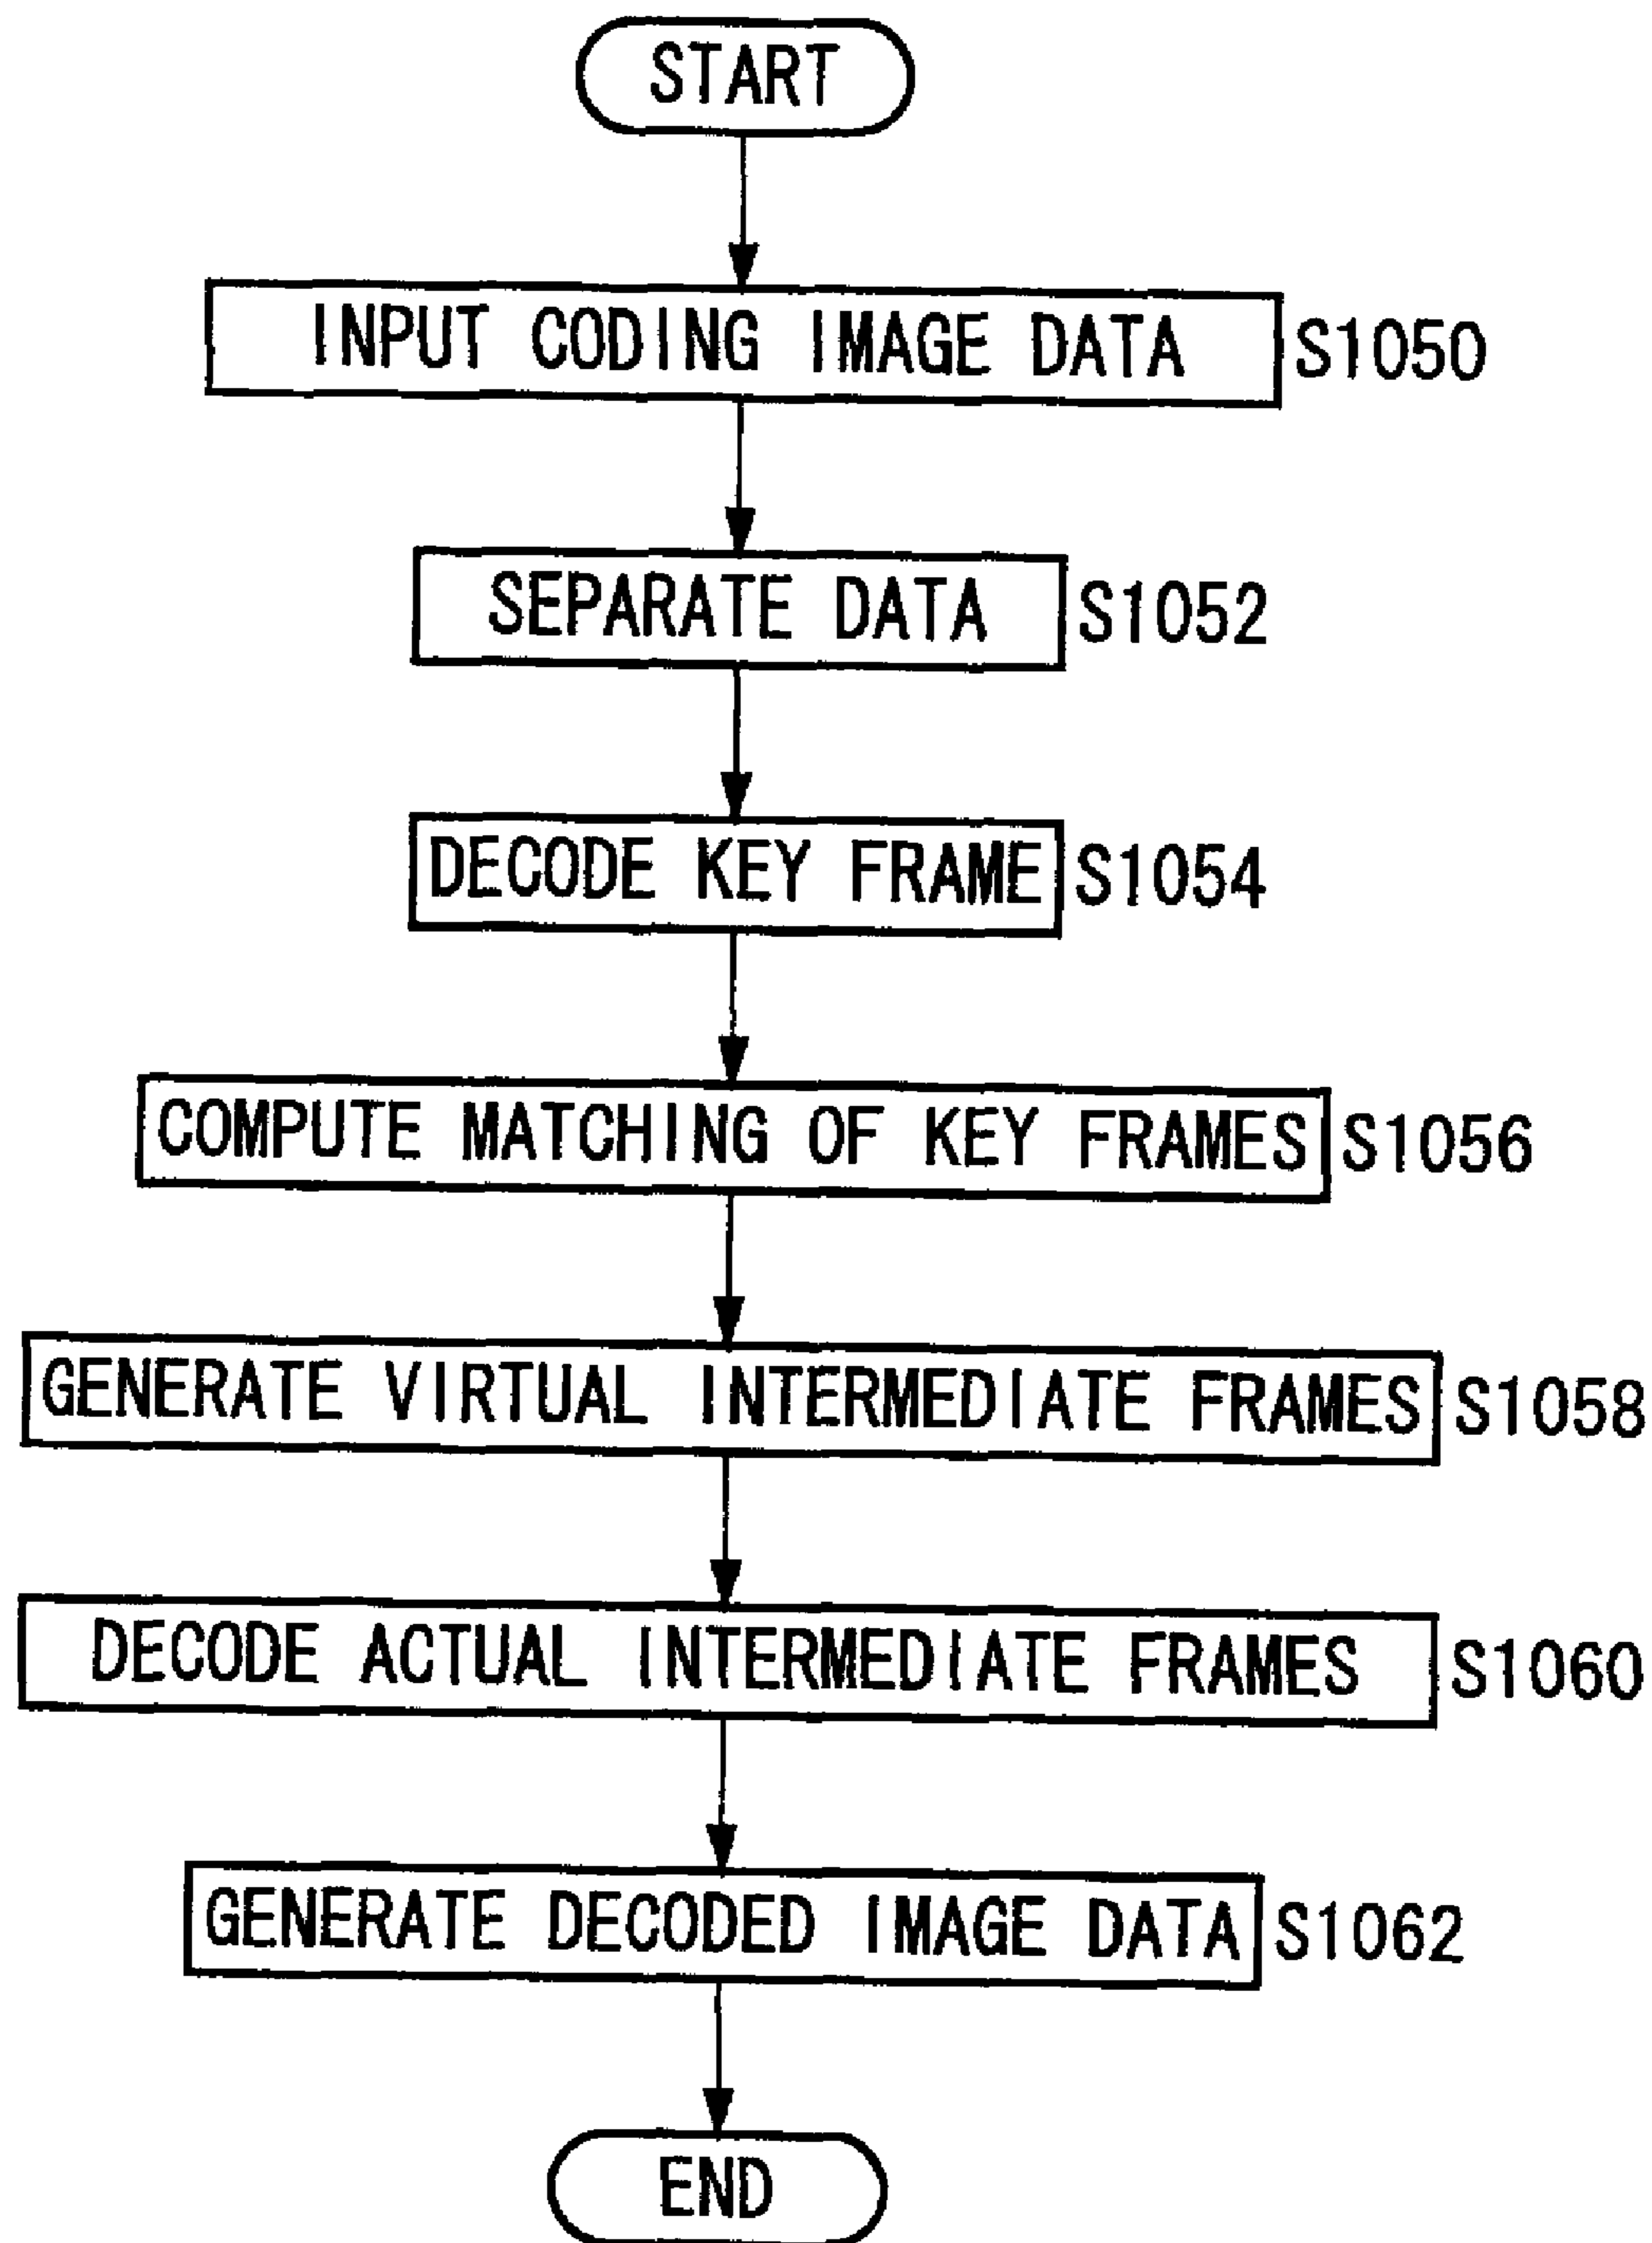 START
INPUT CODING IMAGE DATA S1050
SEPARATE DATA S1052
DECODE KEY FRAME S1054
COMPUTE MATCHING OF KEY FRAMES S1056
GENERATE VIRTUAL INTERMEDIATE FRAMES S1058
DECODE ACTUAL INTERMEDIATE FRAMES S1060
GENERATE DECODED IMAGE DATA S1062
END